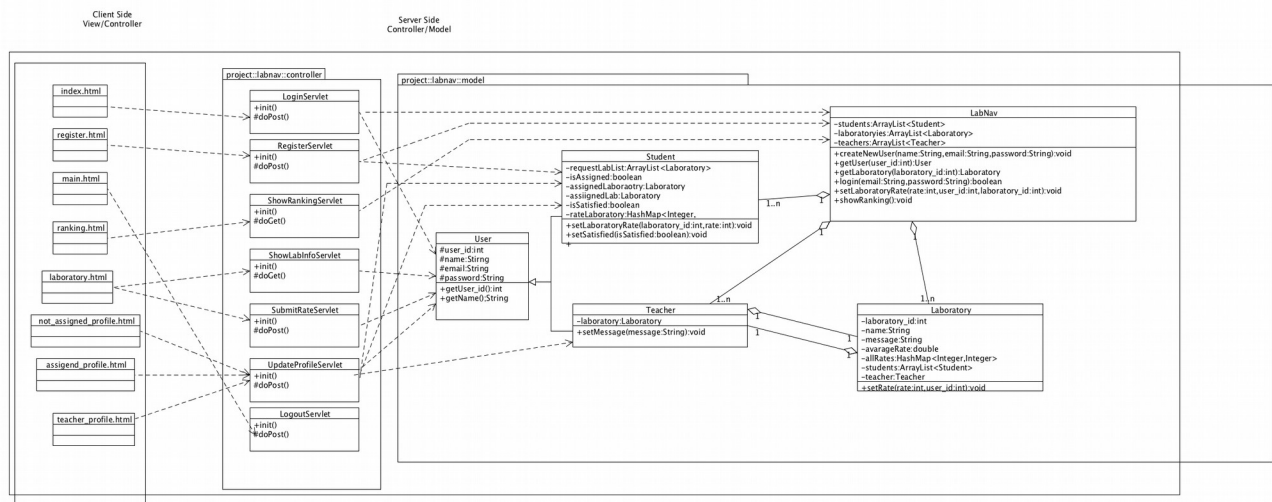 Client Side
View/Controller
Server Side
Controller/Model
index.html
register.html
main.html
ranking.html
laboratory.html
not_assigned_profile.html
assigend_profile.html
teacher_profile.html
project::labnav::controller
LoginServlet
+init()
#doPost()
RegisterServlet
+init()
#doPost()
ShowRankingServlet
+init()
#doGet()
ShowLabInfoServlet
+init()
#doGet()
SubmitRateServlet
+init()
#doPost()
UpdateProfileServlet
+init()
#doPost()
LogoutServlet
+init()
#doPost()
project::labnav::model
User
#user_id:int
#name:Stirng
#email:String
#password:String
+getUser_id():int
+getName();String
Student
-requestLabList:ArrayList<Laboratory>
-isAssigned:boolean
-assignedLaboraotry:Laboratory
-assignedLab:Laboratory
-isSatisfied:boolean
-rateLaboratory:HashMap<Integer,
+setLaboratoryRate(laboratory_id:int,rate:int):void
+setSatisfied(isSatisfied:boolean):void
+
LabNav
-students:ArrayList<Student>
-laboratoryies:ArrayList<Laboratory>
-teachers:ArrayList<Teacher>
+createNewUser(name:String,email:String,password:String):void
+getUser(user_id:int):User
+getLaboratory(laboratory_id:int):Laboratory
+login(email:String,password:String):boolean
+setLaboratoryRate(rate:int,user_id:int,laboratory_id:int):void
+showRanking():void
1..n
1
1
1
1..n
1..n
Teacher
-laboratory:Laboratory
+setMessage(message:String):void
1
1
1
1
Laboratory
-laboratory_id:int
-name:String
-message:String
-avarageRate:double
-allRates:HashMap<Integer,Integer>
-students:ArrayList<Student>
-teacher:Teacher
+setRate(rate:int,user_id:int):void